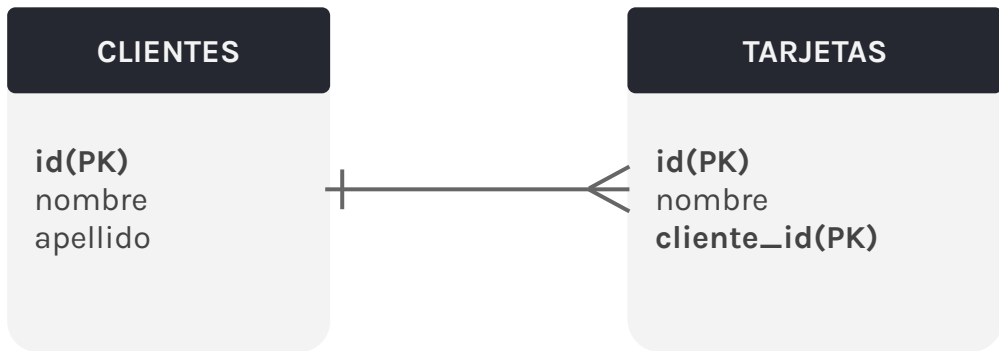 CLIENTES
id(PK)
nombre
apellido
TARJETAS
id(PK)
nombre
cliente_id(PK)